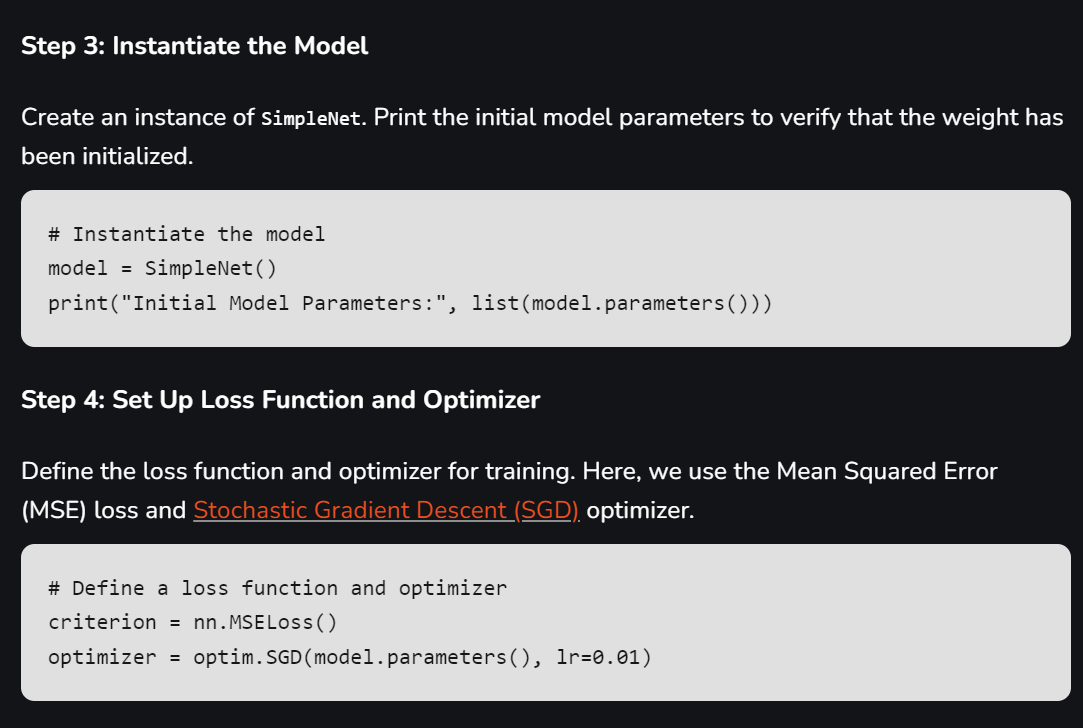 Step 3: Instantiate the Model
Create an instance of SimpleNet. Print the initial model parameters to verify that the weight has
been initialized.
# Instantiate the model
model = SimpleNet()
print("Initial Model Parameters:", list(model.parameters()))
Step 4: Set Up Loss Function and Optimizer
Define the loss function and optimizer for training. Here, we use the Mean Squared Error
(MSE) loss and Stochastic Gradient Descent (SGD) optimizer.
# Define a loss function and optimizer
criterion = nn.MSELoss()
optimizer = optim.SGD(model.parameters(), lr=0.01)